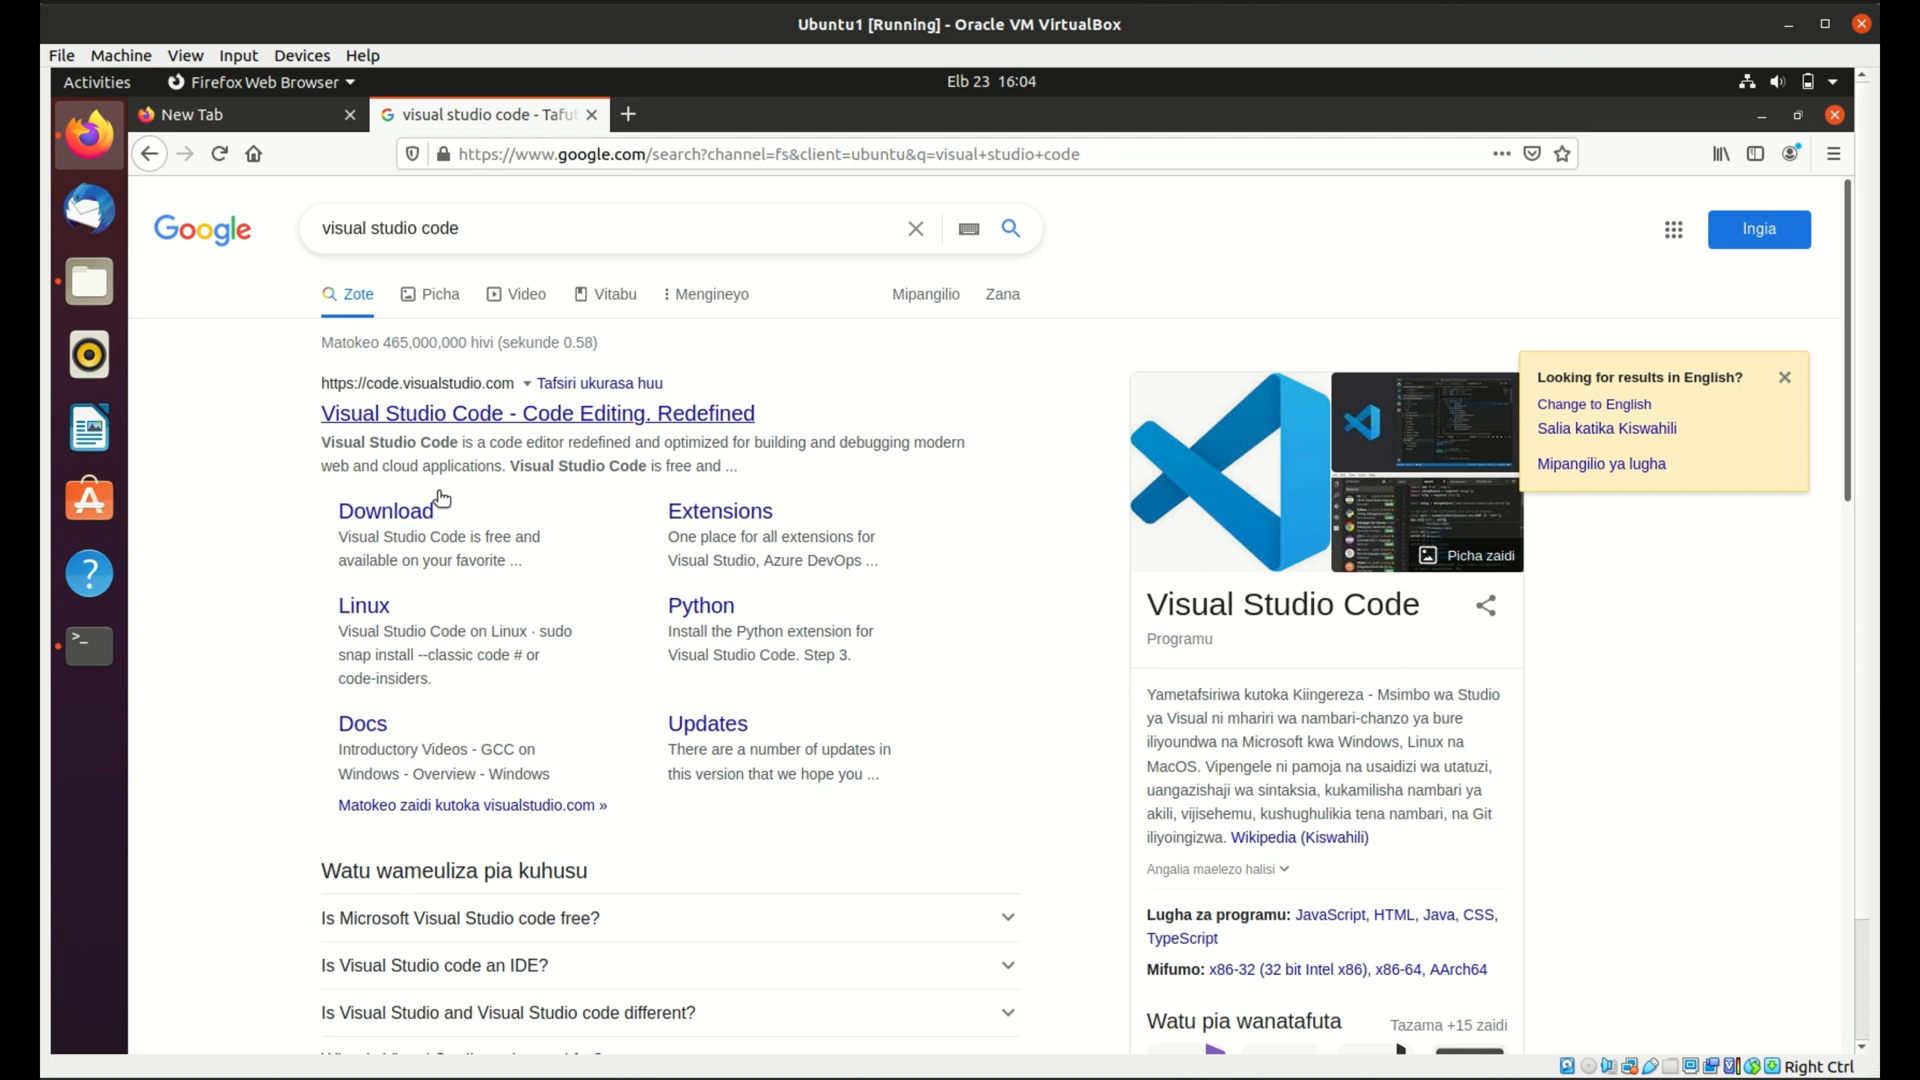 Ubuntu1 [Running] - Oracle VM VirtualBox
File Machine View Input Devices Help
Activities Firefox Web Browser Elb 23 16:04
New Tab visual studio code - Tafut
https://www.google.com/search?channel=fs&client=ubuntu&q=visual+studio+code
Google visual studio code Ingia
Zote Picha Video Vitabu Mengineyo Mipangilio Zana
Matokeo 465,000,000 hivi (sekunde 0.58)
https://code.visualstudio.com Tafsiri ukurasa huu
Visual Studio Code - Code Editing. Redefined
Visual Studio Code is a code editor redefined and optimized for building and debugging modern
web and cloud applications. Visual Studio Code is free and ...
Download
Visual Studio Code is free and
available on your favorite ...
Extensions
One place for all extensions for
Visual Studio, Azure DevOps ...
Linux
Visual Studio Code on Linux · sudo
snap install --classic code # or
code-insiders.
Python
Install the Python extension for
Visual Studio Code. Step 3.
Docs
Introductory Videos - GCC on
Windows - Overview - Windows
Updates
There are a number of updates in
this version that we hope you ...
Matokeo zaidi kutoka visualstudio.com »
Watu wameuliza pia kuhusu
Is Microsoft Visual Studio code free?
Is Visual Studio code an IDE?
Is Visual Studio and Visual Studio code different?
Looking for results in English?
Change to English
Salia katika Kiswahili
Mipangilio ya lugha
Picha zaidi
Visual Studio Code
Programu
Yametafsiriwa kutoka Kiingereza - Msimbo wa Studio
ya Visual ni mhariri wa nambari-chanzo ya bure
iliyoundwa na Microsoft kwa Windows, Linux na
MacOS. Vipengele ni pamoja na usaidizi wa utatuzi,
uangazishaji wa sintaksia, kukamilisha nambari ya
akili, vijisehemu, kushughulikia tena nambari, na Git
iliyoingizwa. Wikipedia (Kiswahili)
Angalia maelezo halisi
Lugha za programu: JavaScript, HTML, Java, CSS,
TypeScript
Mifumo: x86-32 (32 bit Intel x86), x86-64, AArch64
Watu pia wanatafuta Tazama +15 zaidi
Right Ctrl